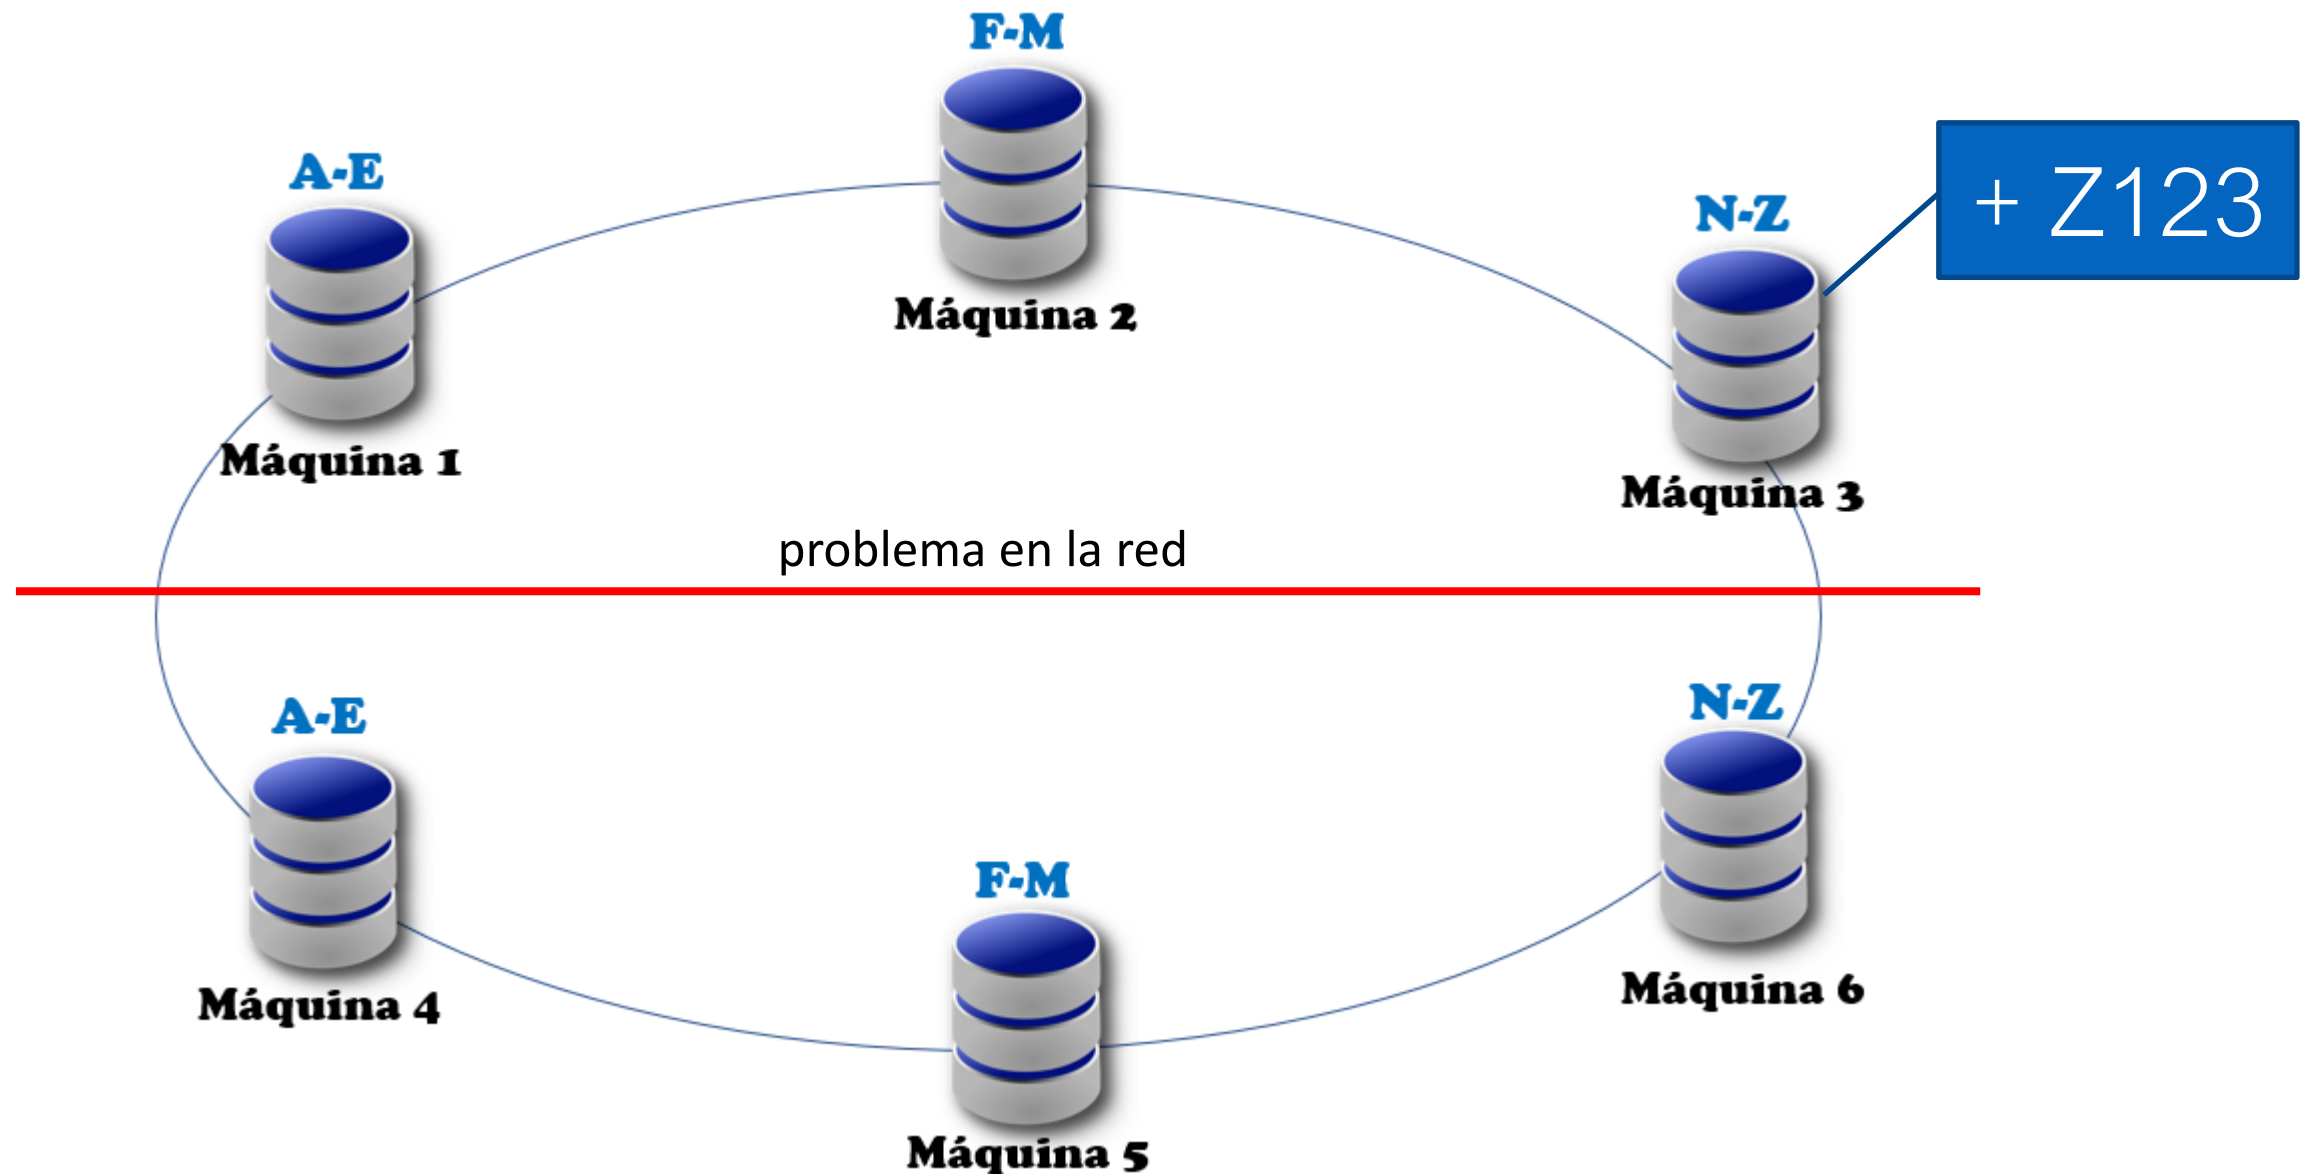 F-M
A-E
+ Z123
N-Z
Máquina 2
Máquina 1
Máquina 3
problema en la red
A-E
N-Z
F-M
Máquina 4
Máquina 6
Máquina 5